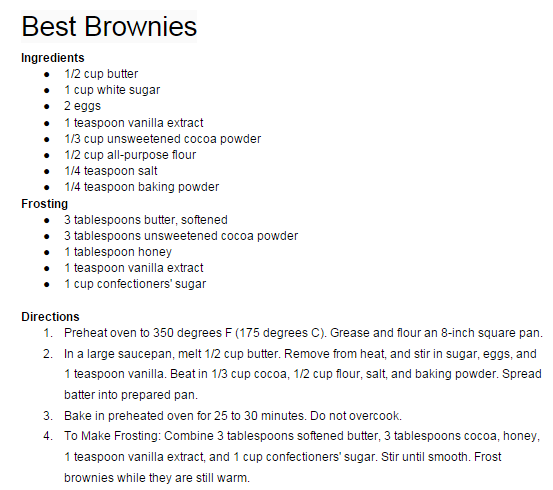 Best Brownies
Ingredients
● 1/2 cup butter
● 1 cup white sugar
● 2 eggs
● 1 teaspoon vanilla extract
● 1/3 cup unsweetened cocoa powder
● 1/2 cup all-purpose flour
● 1/4 teaspoon salt
● 1/4 teaspoon baking powder
Frosting
● 3 tablespoons butter, softened
● 3 tablespoons unsweetened cocoa powder
● 1 tablespoon honey
● 1 teaspoon vanilla extract
● 1 cup confectioners' sugar
Directions
1. Preheat oven to 350 degrees F (175 degrees C). Grease and flour an 8-inch square pan.
2. In a large saucepan, melt 1/2 cup butter. Remove from heat, and stir in sugar, eggs, and
1 teaspoon vanilla. Beat in 1/3 cup cocoa, 1/2 cup flour, salt, and baking powder. Spread
batter into prepared pan.
3. Bake in preheated oven for 25 to 30 minutes. Do not overcook.
4. To Make Frosting: Combine 3 tablespoons softened butter, 3 tablespoons cocoa, honey,
1 teaspoon vanilla extract, and 1 cup confectioners' sugar. Stir until smooth. Frost
brownies while they are still warm.